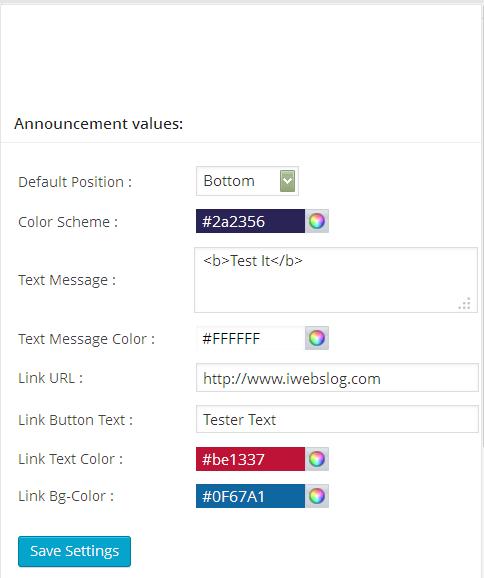 Announcement values:
Default Position : Bottom
Color Scheme : #2a2356
Text Message : <b>Test It</b>
Text Message Color : #FFFFFF
Link URL : http://www.iwebslog.com
Link Button Text : Tester Text
Link Text Color : #be1337
Link Bg-Color : #0F67A1
Save Settings